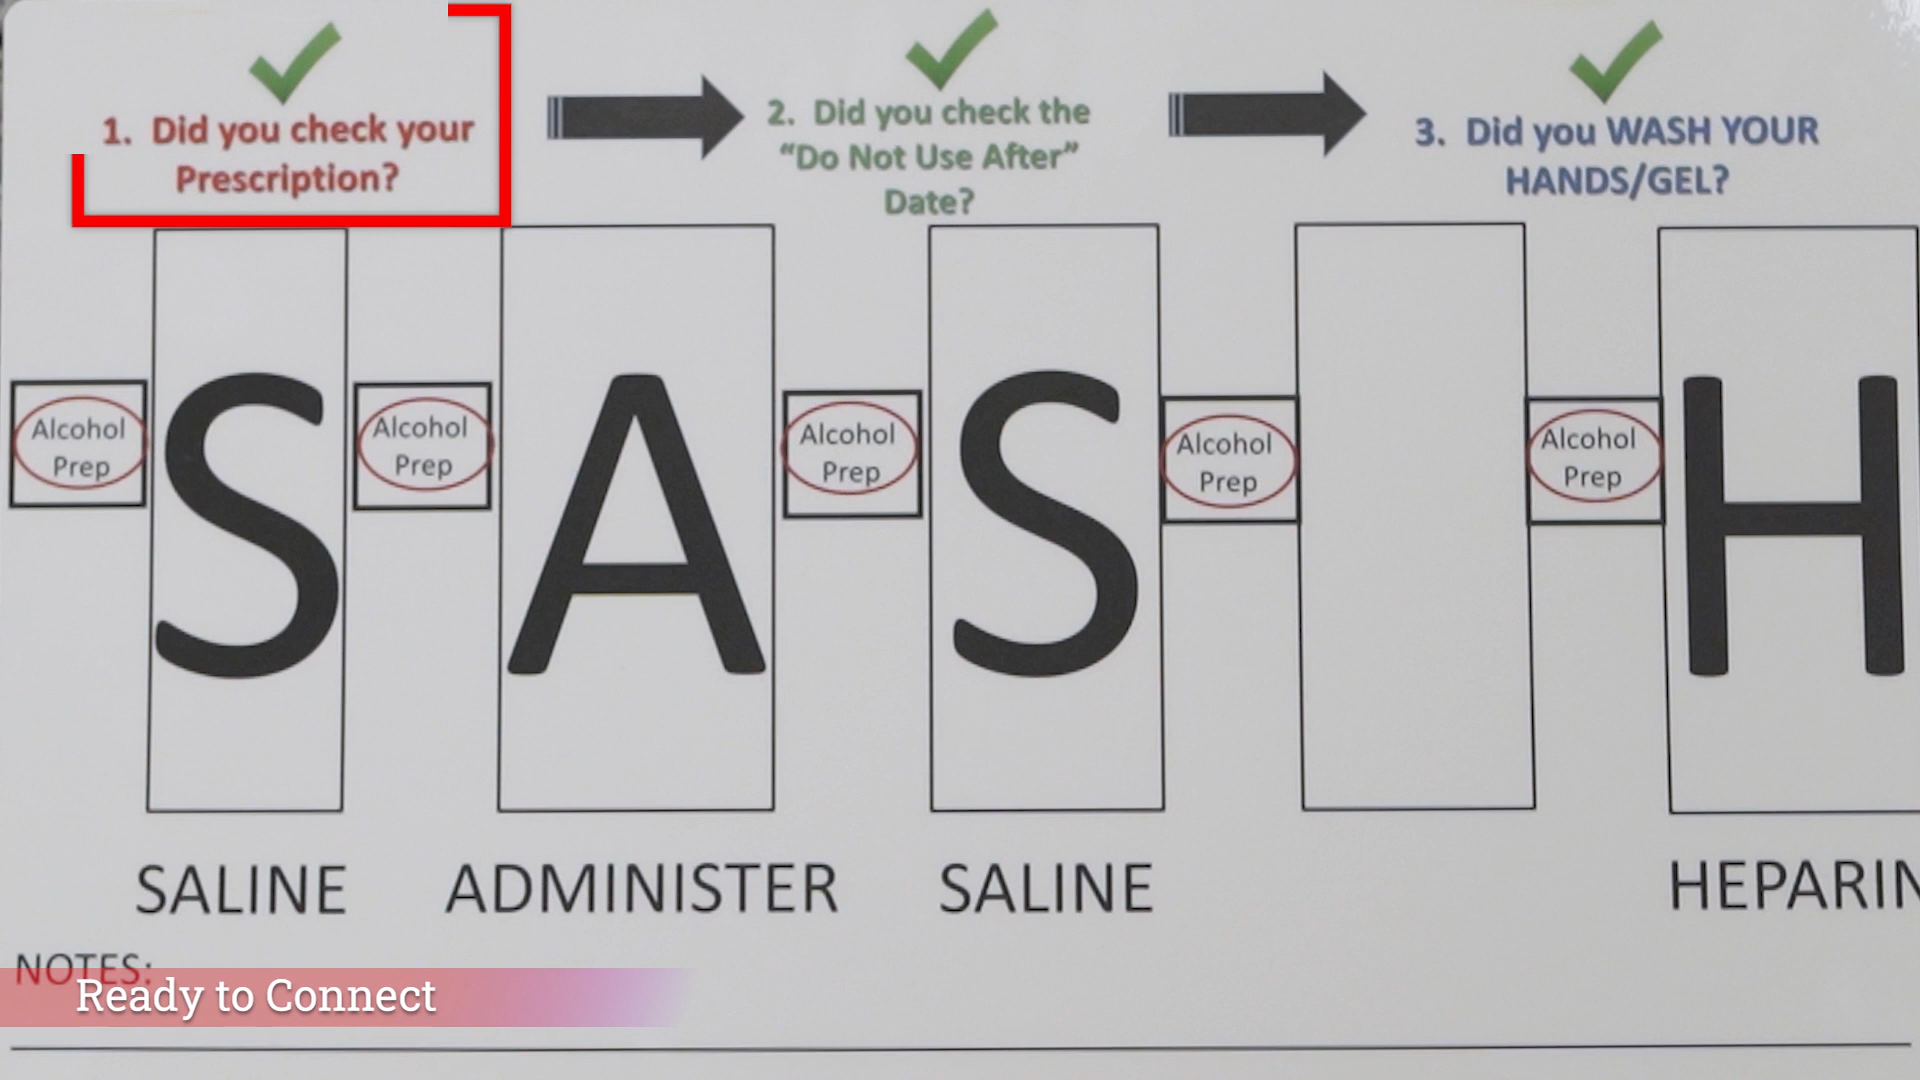 1. Did you check your
Prescription?
2. Did you check the
“Do Not Use After”
Date?
3. Did you WASH YOUR
HANDS/GEL?
Alcohol
Prep
S
Alcohol
Prep
A
Alcohol
Prep
S
Alcohol
Prep
Alcohol
Prep
H
SALINE
ADMINISTER
SALINE
HEPARIN
NOTES:
Ready to Connect